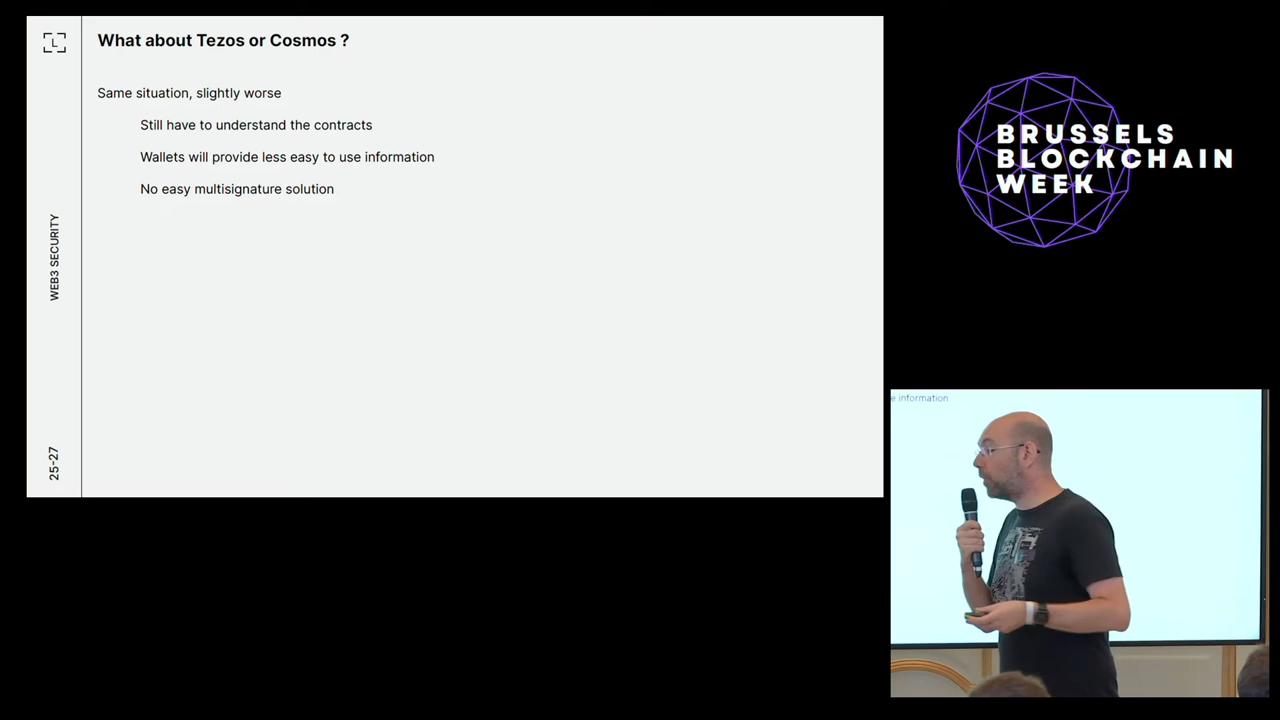 L
What about Tezos or Cosmos ?
Same situation, slightly worse
Still have to understand the contracts
Wallets will provide less easy to use information
No easy multisignature solution
WEB3 SECURITY
25-27
BRUSSELS
BLOCKCHAIN
WEEK
e information